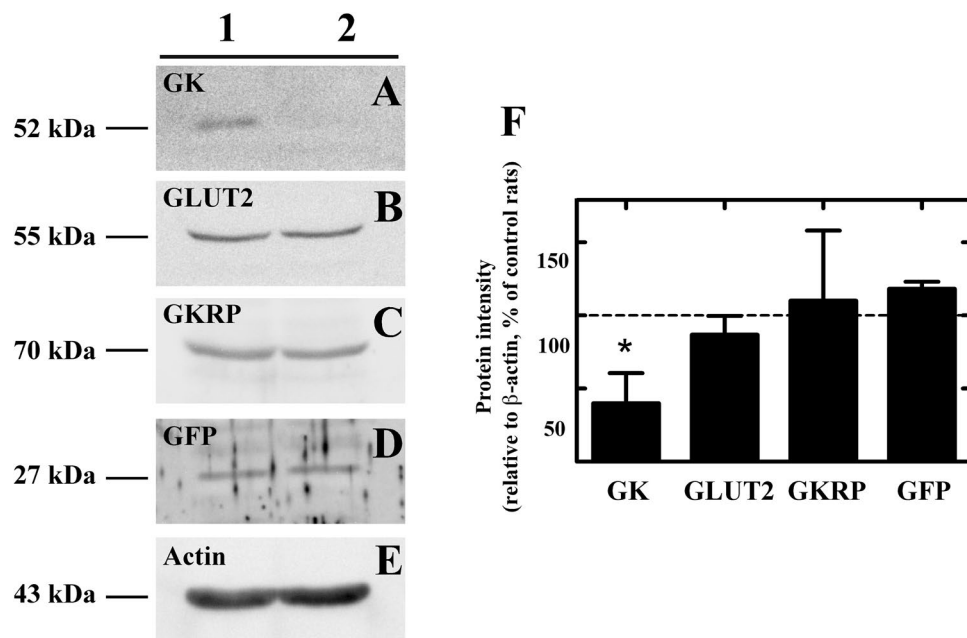 1 2
GK A
52 kDa
GLUT2 B
55 kDa
GKRP C
70 kDa
GFP D
27 kDa
Actin E
43 kDa
F
Protein intensity
(relative to β-actin, % of control rats)
150
100
50
*
GK GLUT2 GKRP GFP